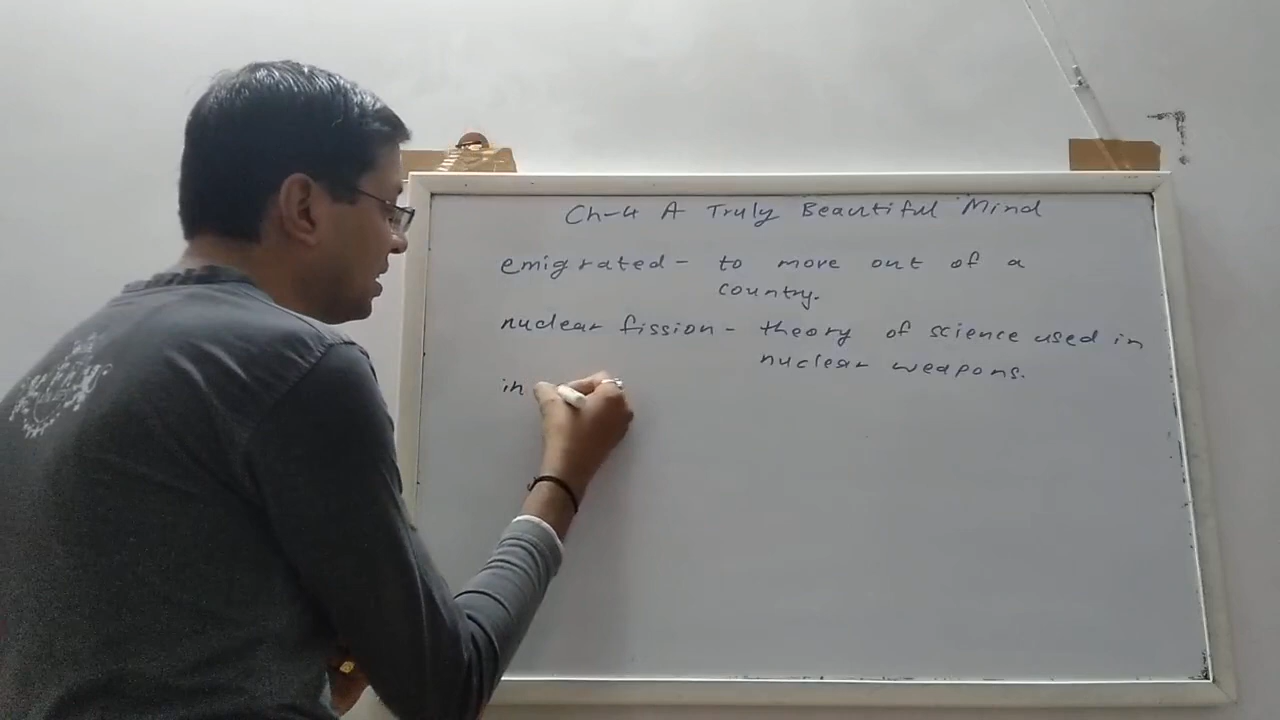 Ch-4 A Truly Beautiful Mind
emigrated - to move out of a
country.
nuclear fission - theory of science used in
nuclear weapons.
in